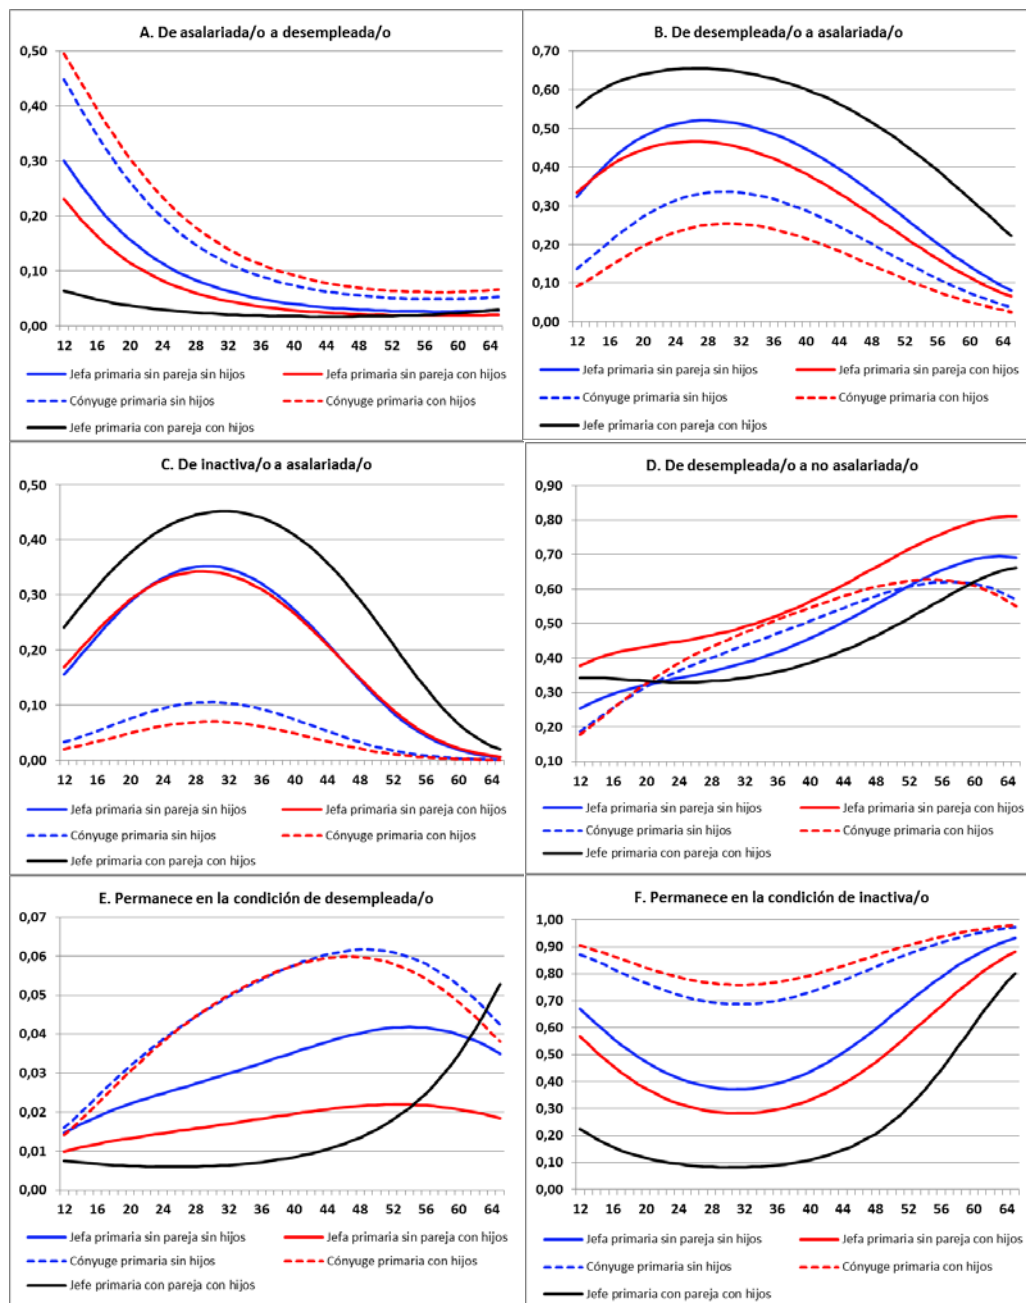 A. De asalariada/o a desempleada/o
0,50
0,40
0,30
0,20
0,10
0,00
12 16 20 24 28 32 36 40 44 48 52 56 60 64
Jefa primaria sin pareja sin hijos
Jefa primaria sin pareja con hijos
Cónyuge primaria sin hijos
Cónyuge primaria con hijos
Jefe primaria con pareja con hijos
B. De desempleada/o a asalariada/o
0,70
0,60
0,50
0,40
0,30
0,20
0,10
0,00
12 16 20 24 28 32 36 40 44 48 52 56 60 64
Jefa primaria sin pareja sin hijos
Jefa primaria sin pareja con hijos
Cónyuge primaria sin hijos
Cónyuge primaria con hijos
Jefe primaria con pareja con hijos
C. De inactiva/o a asalariada/o
0,50
0,40
0,30
0,20
0,10
0,00
12 16 20 24 28 32 36 40 44 48 52 56 60 64
Jefa primaria sin pareja sin hijos
Jefa primaria sin pareja con hijos
Cónyuge primaria sin hijos
Cónyuge primaria con hijos
Jefe primaria con pareja con hijos
D. De desempleada/o a no asalariada/o
0,90
0,80
0,70
0,60
0,50
0,40
0,30
0,20
0,10
12 16 20 24 28 32 36 40 44 48 52 56 60 64
Jefa primaria sin pareja sin hijos
Jefa primaria sin pareja con hijos
Cónyuge primaria sin hijos
Cónyuge primaria con hijos
Jefe primaria con pareja con hijos
E. Permanece en la condición de desempleada/o
0,07
0,06
0,05
0,04
0,03
0,02
0,01
0,00
12 16 20 24 28 32 36 40 44 48 52 56 60 64
Jefa primaria sin pareja sin hijos
Jefa primaria sin pareja con hijos
Cónyuge primaria sin hijos
Cónyuge primaria con hijos
Jefe primaria con pareja con hijos
F. Permanece en la condición de inactiva/o
1,00
0,90
0,80
0,70
0,60
0,50
0,40
0,30
0,20
0,10
0,00
12 16 20 24 28 32 36 40 44 48 52 56 60 64
Jefa primaria sin pareja sin hijos
Jefa primaria sin pareja con hijos
Cónyuge primaria sin hijos
Cónyuge primaria con hijos
Jefe primaria con pareja con hijos